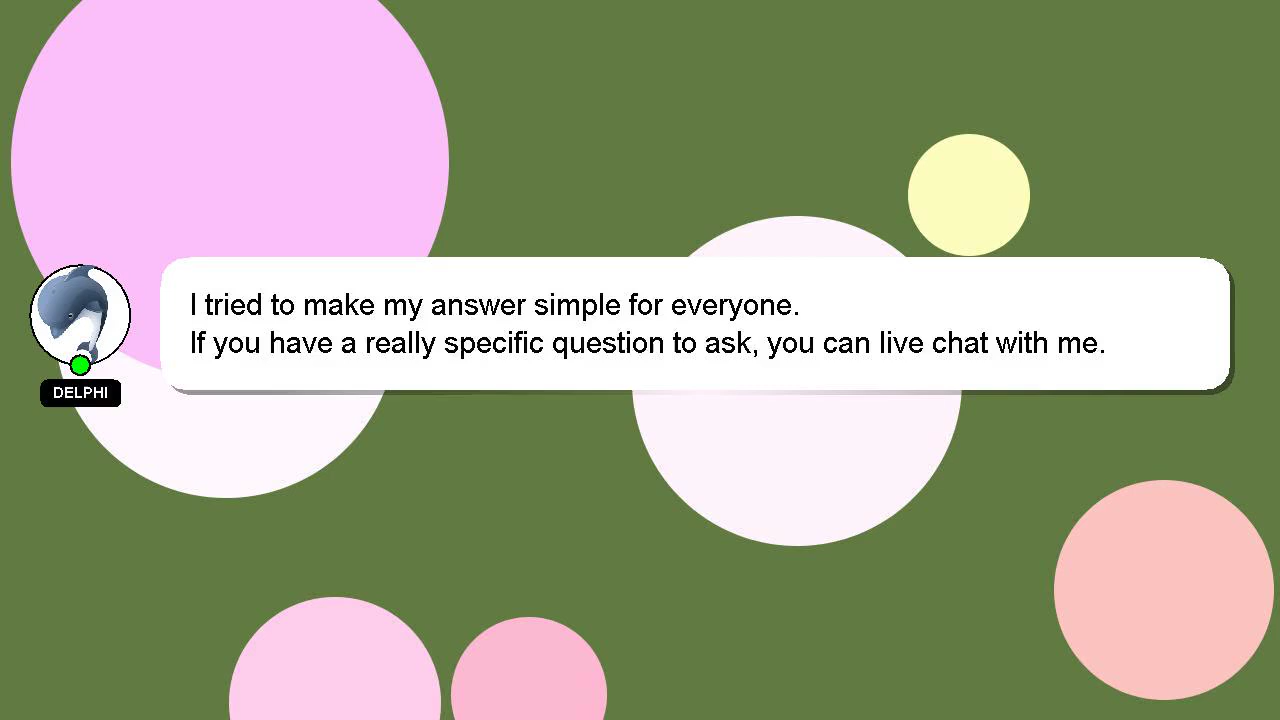 I tried to make my answer simple for everyone.
If you have a really specific question to ask, you can live chat with me.
DELPHI